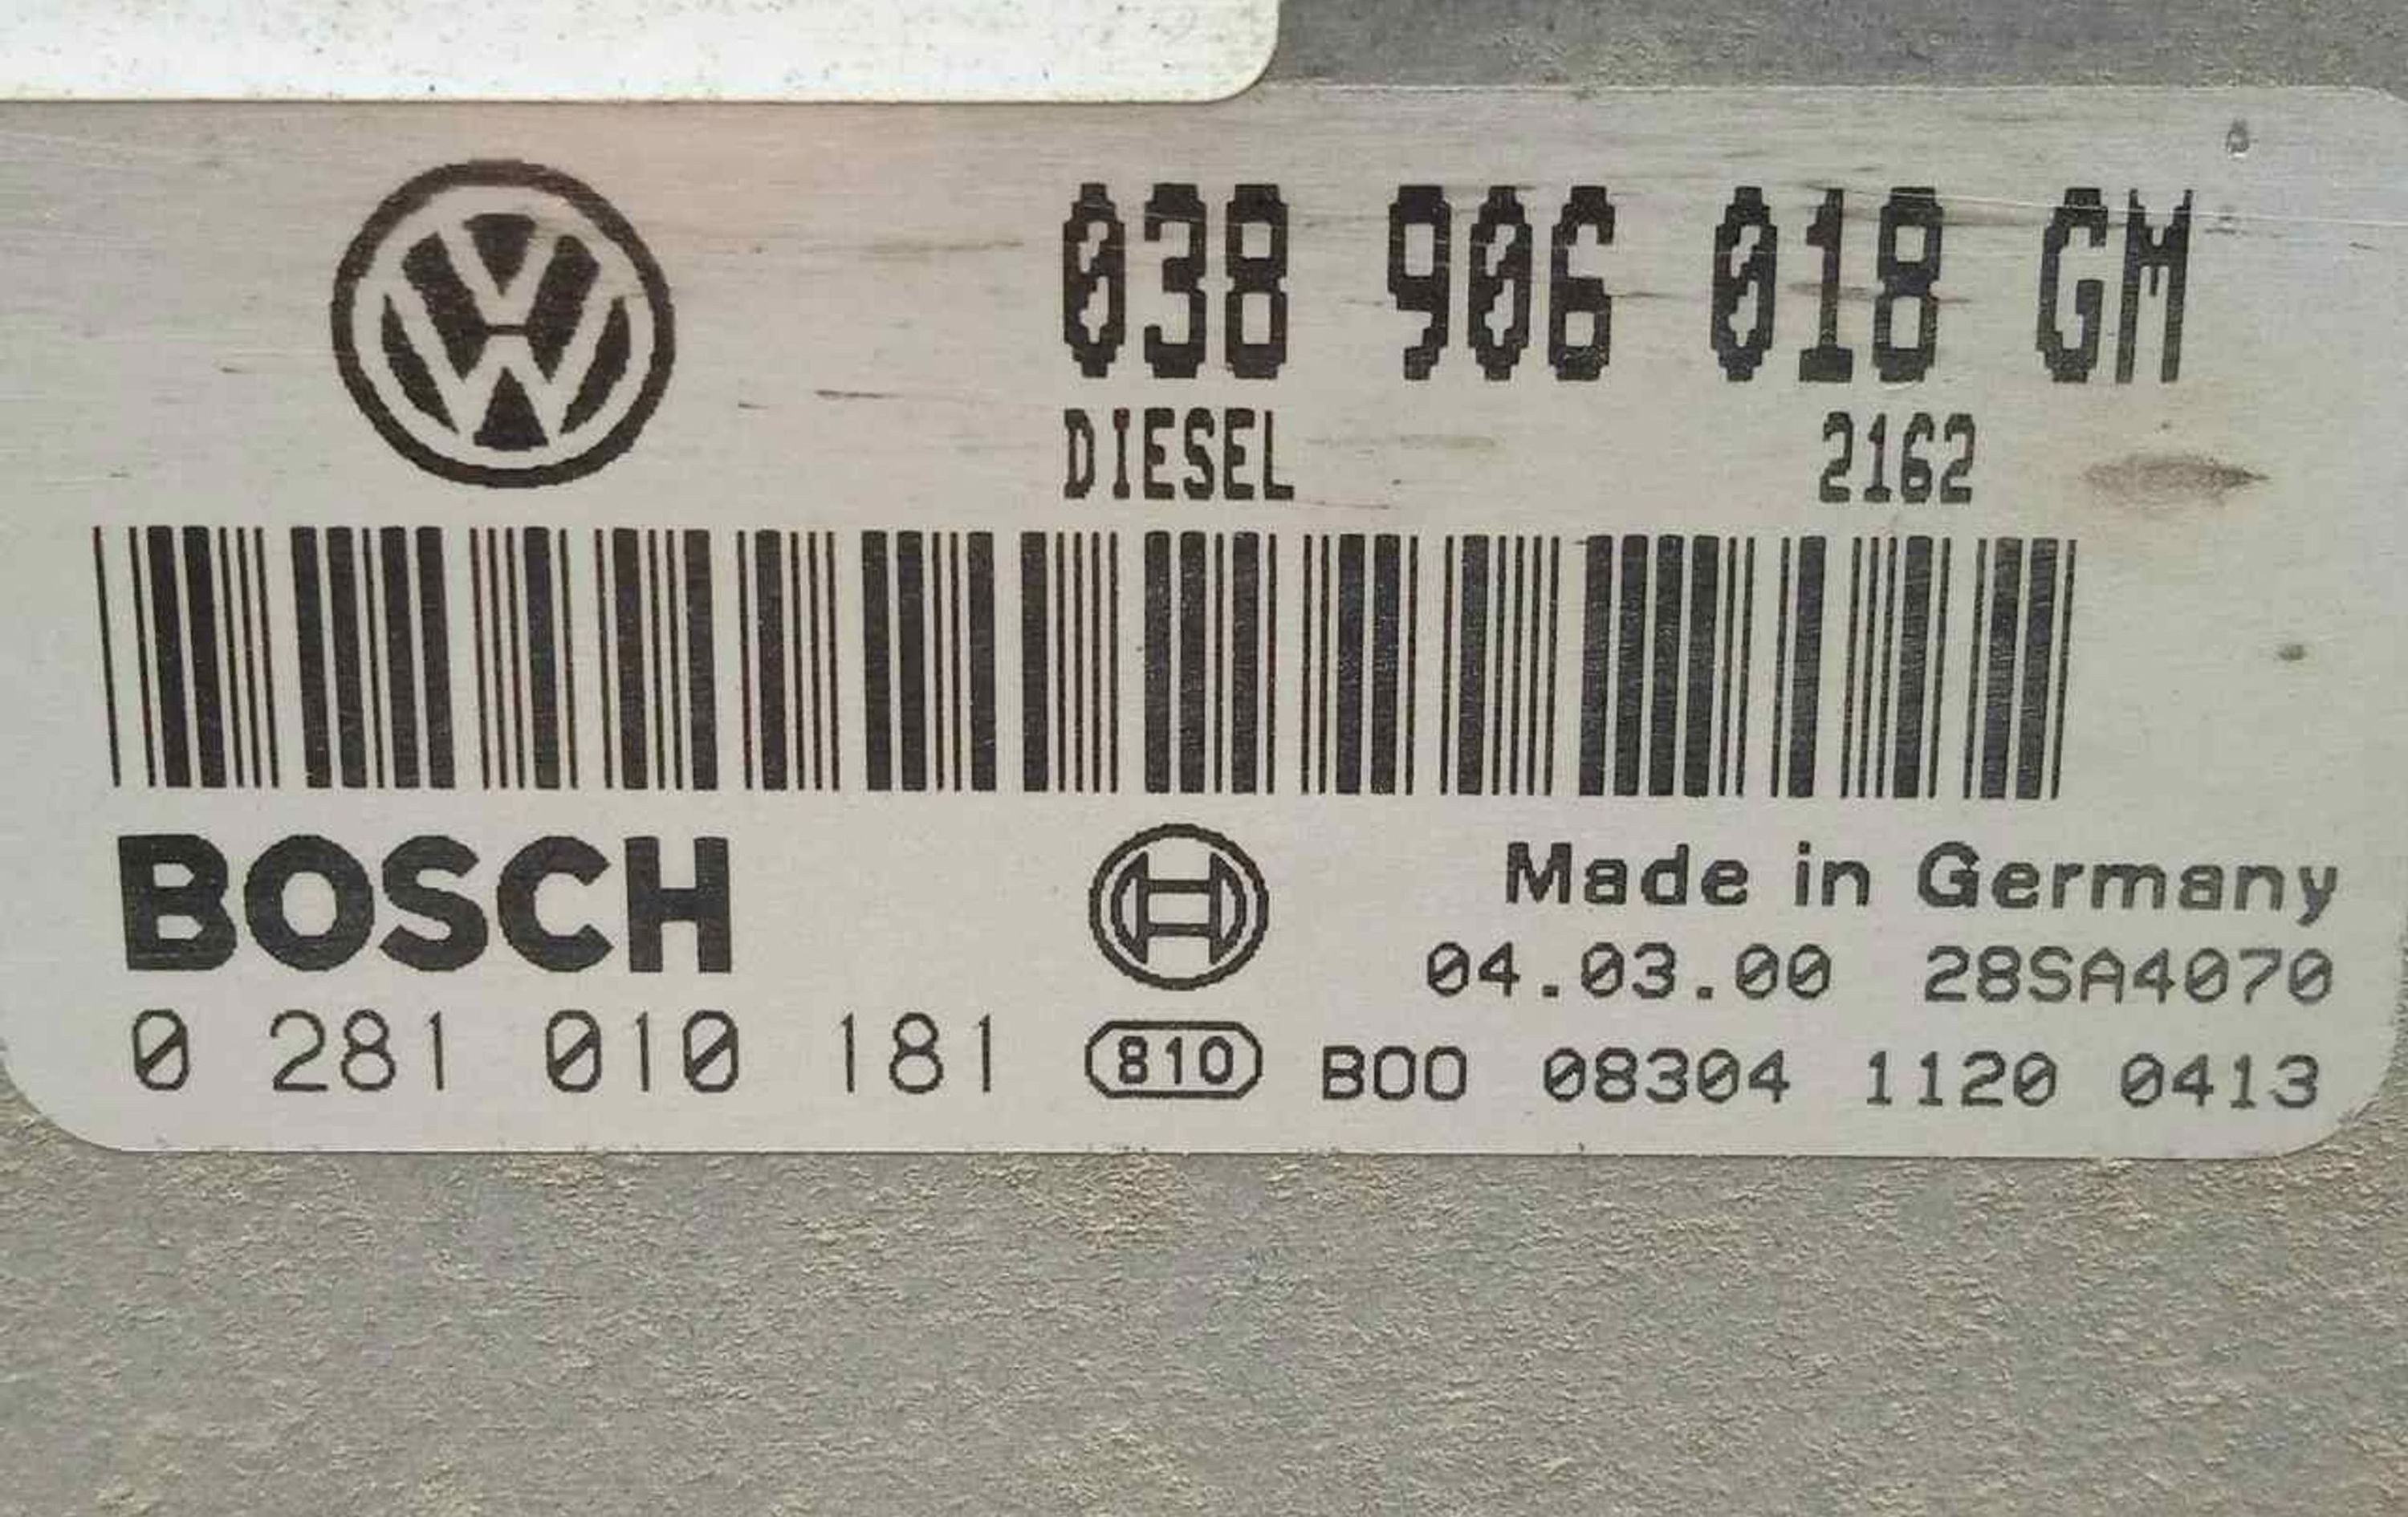 038 906 018 GM
DIESEL 2162
BOSCH
Made in Germany
04.03.00 28SA4070
0 281 010 181 810 B00 08304 1120 0413